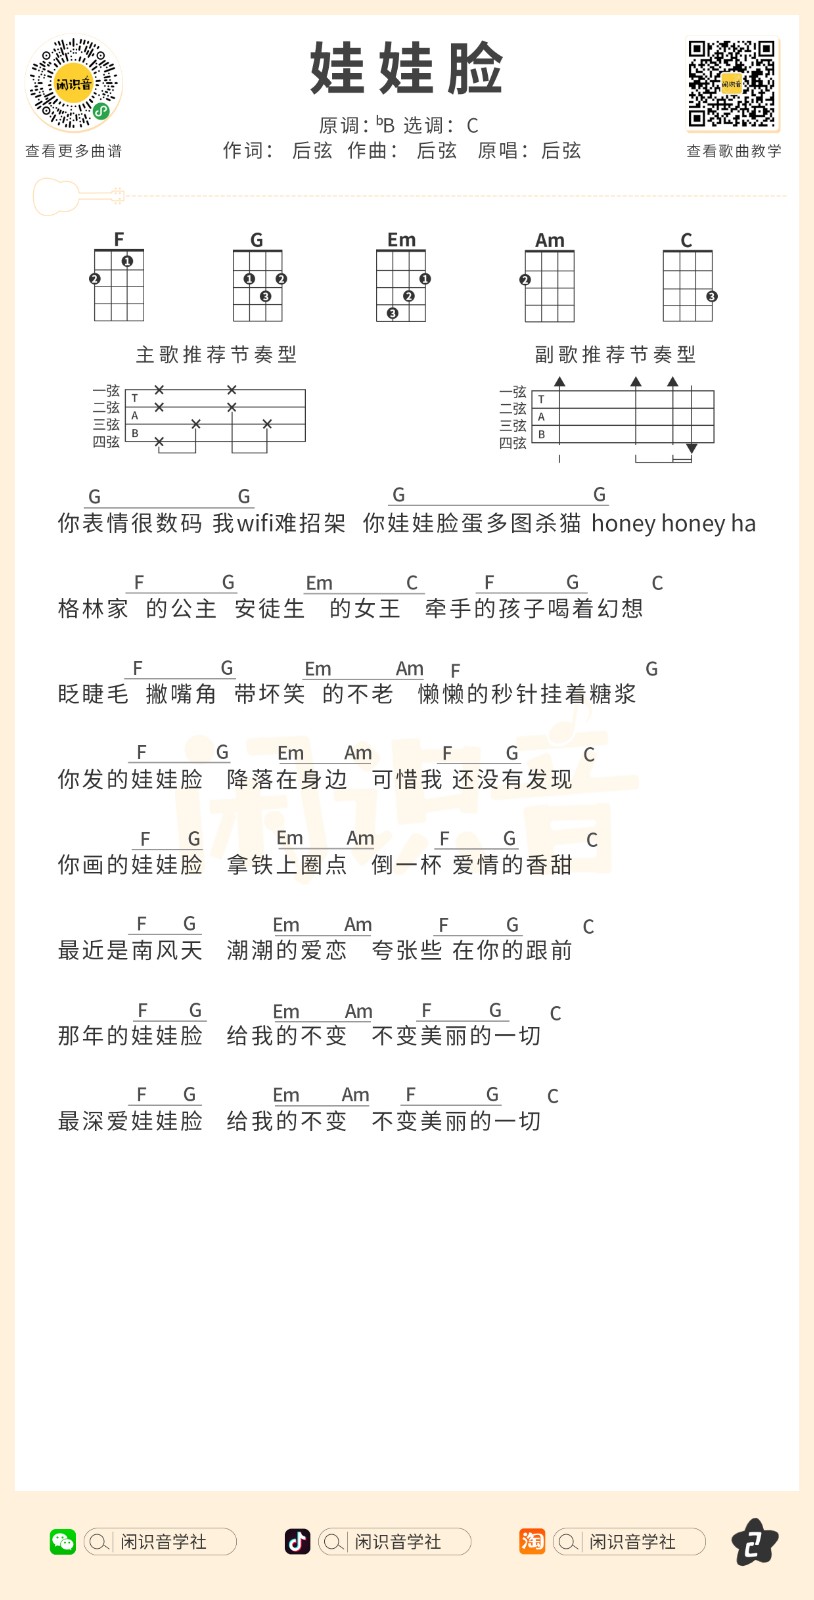 闲识音
娃娃脸
闲识音
原调：ᵇB 选调：C
查看更多曲谱
作词： 后弦 作曲： 后弦 原唱：后弦
查看歌曲教学
F G Em Am C
2 1 1 2 3 1 2 3 2 3
主歌推荐节奏型 副歌推荐节奏型
一弦 T 一弦 T
二弦 A 二弦 A
三弦 B 三弦 B
四弦 四弦
G G G G
你表情很数码 我wifi难招架 你娃娃脸蛋多图杀猫 honey honey ha
F G Em C F G C
格林家 的公主 安徒生 的女王 牵手的孩子喝着幻想
F G Em Am F G
眨睫毛 撇嘴角 带坏笑 的不老 懒懒的秒针挂着糖浆
F G Em Am F G C
你发的娃娃脸 降落在身边 可惜我 还没有发现
闲识音
F G Em Am F G C
你画的娃娃脸 拿铁上圈点 倒一杯 爱情的香甜
F G Em Am F G C
最近是南风天 潮潮的爱恋 夸张些 在你的跟前
F G Em Am F G C
那年的娃娃脸 给我的不变 不变美丽的一切
F G Em Am F G C
最深爱娃娃脸 给我的不变 不变美丽的一切
闲识音学社 闲识音学社 淘 闲识音学社 2